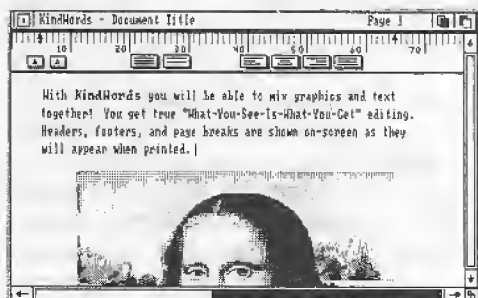 KindWords - Document Title Page 1
10 20 30 40 50 60 70
With KindWords you will be able to mix graphics and text
together! You get true "What-You-See-Is-What-You-Get" editing.
Headers, footers, and page breaks are shown on-screen as they
will appear when printed.